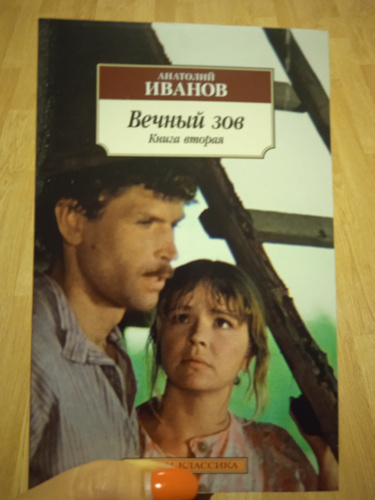 АНАТОЛИЙ
ИВАНОВ
Вечный зов
Книга вторая
КЛАССИКА